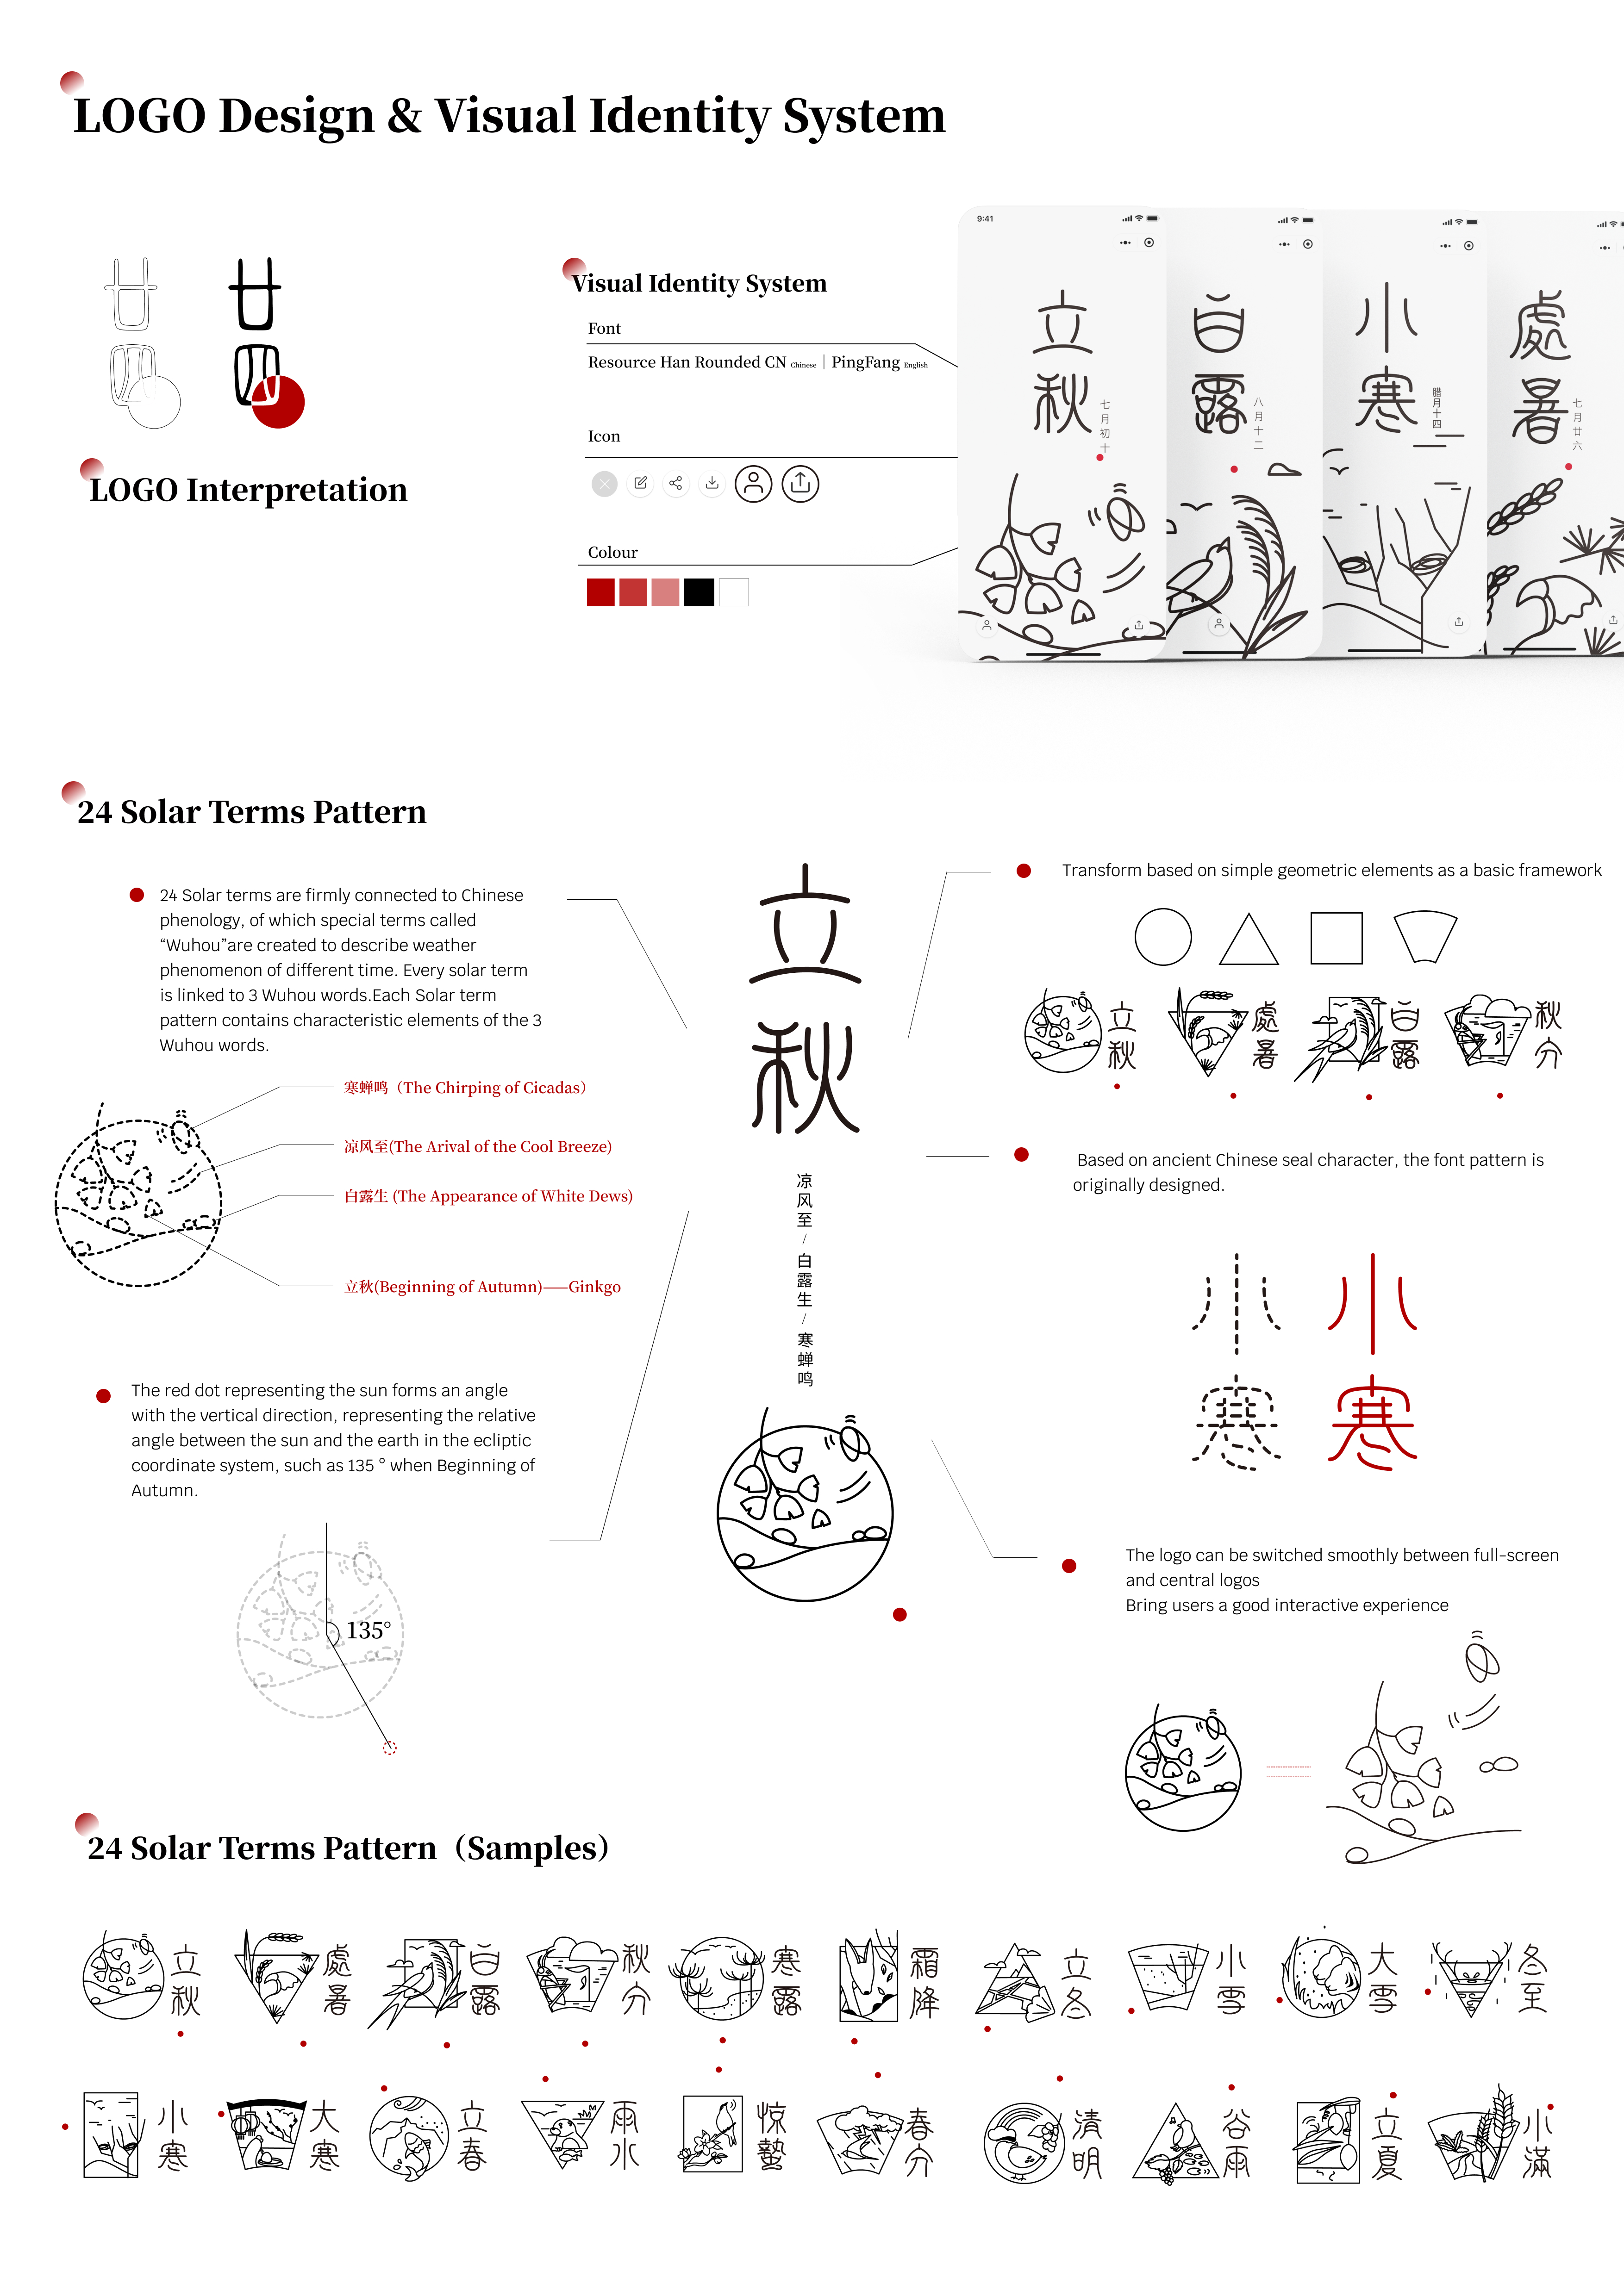 LOGO Design & Visual Identity System
廿
四
LOGO Interpretation
Visual Identity System
Font
Resource Han Rounded CN Chinese | PingFang English
Icon
Colour
9:41
立秋
七月初十
白露
八月十二
小寒
腊月十四
處暑
七月廿六
24 Solar Terms Pattern
24 Solar terms are firmly connected to Chinese
phenology, of which special terms called
“Wuhou”are created to describe weather
phenomenon of different time. Every solar term
is linked to 3 Wuhou words.Each Solar term
pattern contains characteristic elements of the 3
Wuhou words.
寒蝉鸣（The Chirping of Cicadas）
凉风至(The Arival of the Cool Breeze)
白露生 (The Appearance of White Dews)
立秋(Beginning of Autumn)——Ginkgo
The red dot representing the sun forms an angle
with the vertical direction, representing the relative
angle between the sun and the earth in the ecliptic
coordinate system, such as 135 ° when Beginning of
Autumn.
135°
立秋
凉风至 / 白露生 / 寒蝉鸣
Transform based on simple geometric elements as a basic framework
立秋
處暑
白露
秋分
Based on ancient Chinese seal character, the font pattern is
originally designed.
小 小
寒 寒
The logo can be switched smoothly between full-screen
and central logos
Bring users a good interactive experience
24 Solar Terms Pattern（Samples）
立秋
處暑
白露
秋分
寒露
霜降
立冬
小雪
大雪
冬至
小寒
大寒
立春
雨水
惊蟄
春分
清明
谷雨
立夏
小滿